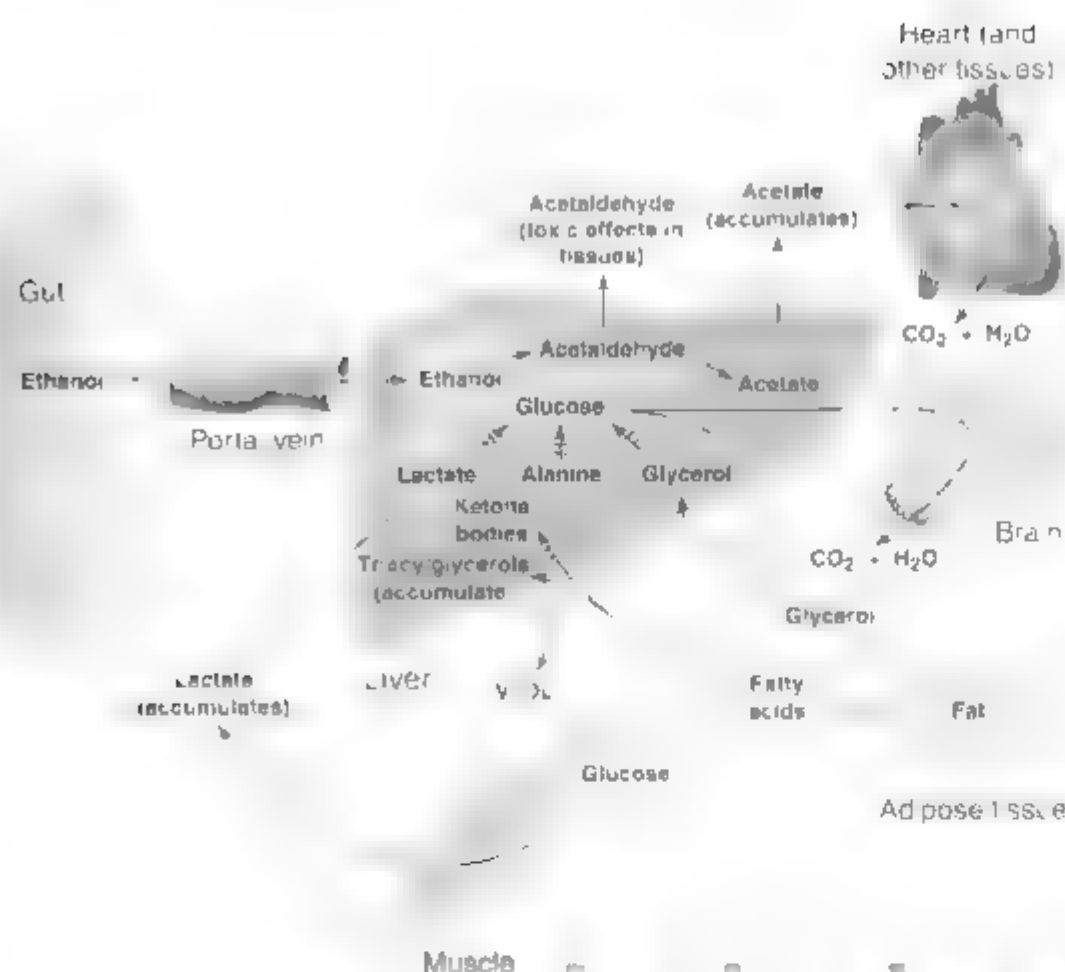 Heart (and
other tissues)
Acetaldehyde
(toxic effects in
tissues)
Acetate
(accumulates)
Gut
CO₂ + H₂O
Acetaldehyde
Ethanol
Ethanol
Acetate
Glucose
Portal vein
Lactate
Alanine
Glycerol
Ketone
bodies
Brain
CO₂ + H₂O
Triacylglycerols
(accumulate
Glycerol
Lactate
(accumulates)
Liver
Fatty
acids
Fat
Glucose
Adipose tissue
Muscle